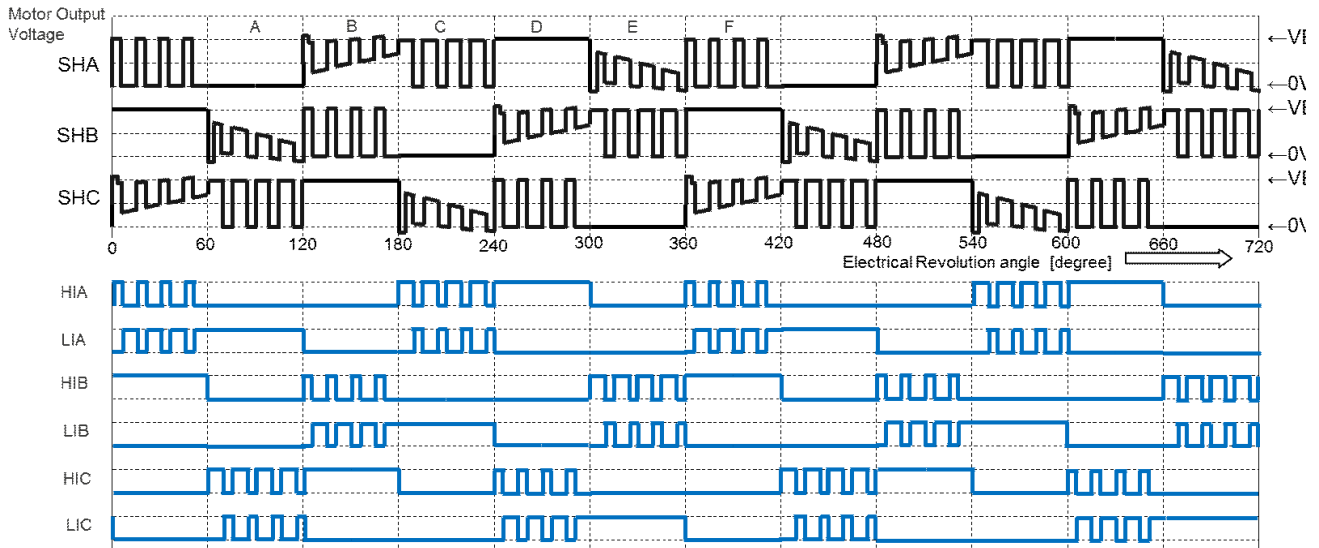 Motor Output
Voltage
A B C D E F
SHA
SHB
SHC
←0
0 60 120 180 240 300 360 420 480 540 600 660 720
Electrical Revolution angle [degree]
HIA
LIA
HIB
LIB
HIC
LIC